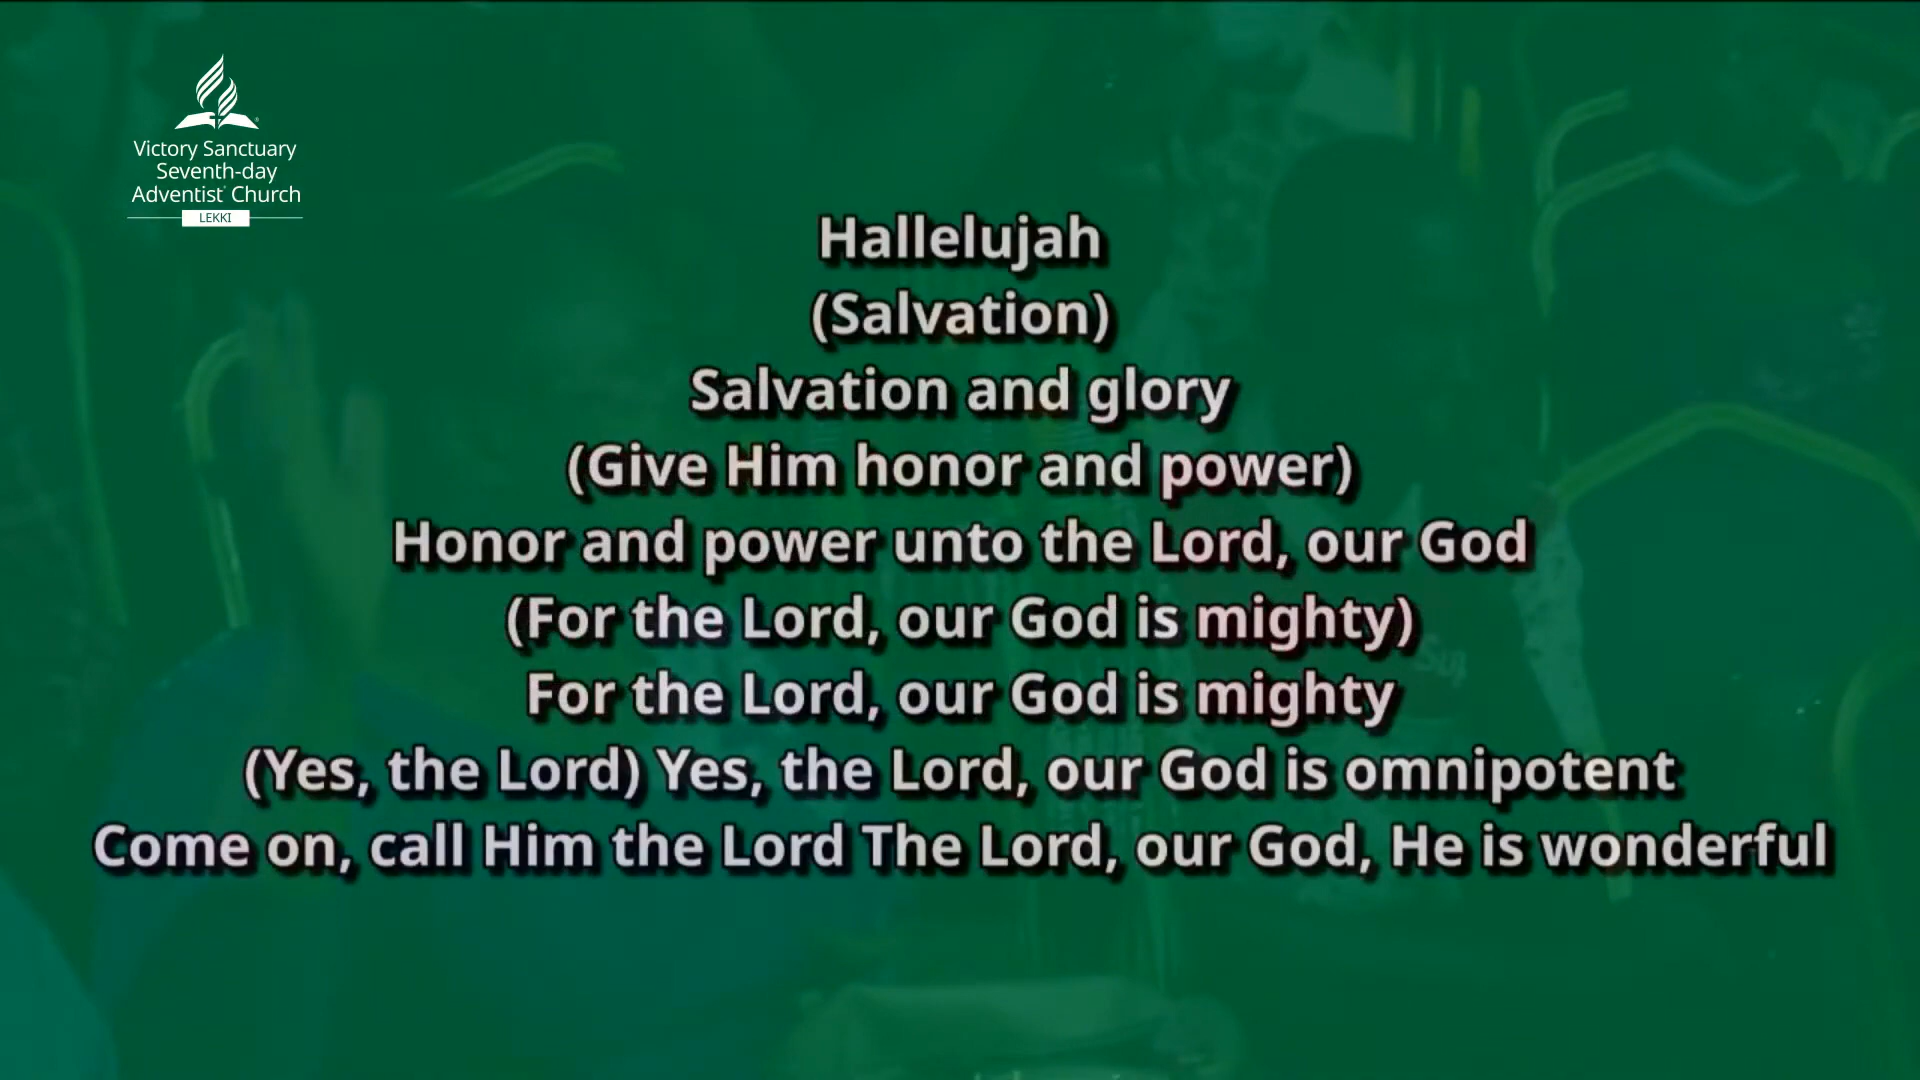 Victory Sanctuary
Seventh-day
Adventist® Church
LEKKI
Hallelujah
(Salvation)
Salvation and glory
(Give Him honor and power)
Honor and power unto the Lord, our God
(For the Lord, our God is mighty)
For the Lord, our God is mighty
(Yes, the Lord) Yes, the Lord, our God is omnipotent
Come on, call Him the Lord The Lord, our God, He is wonderful